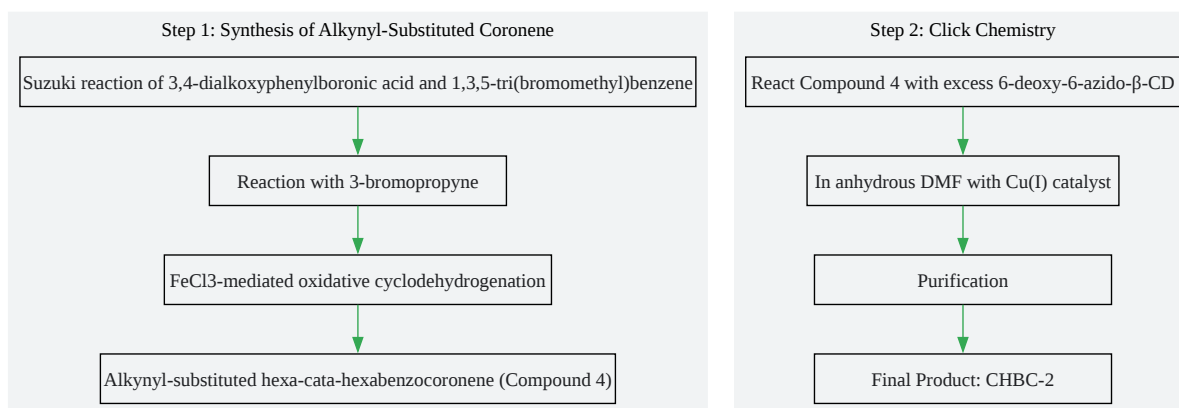 Step 1: Synthesis of Alkynyl-Substituted Coronene
Suzuki reaction of 3,4-dialkoxyphenylboronic acid and 1,3,5-tri(bromomethyl)benzene
Reaction with 3-bromopropyne
FeCl3-mediated oxidative cyclodehydrogenation
Alkynyl-substituted hexa-cata-hexabenzocoronene (Compound 4)
Step 2: Click Chemistry
React Compound 4 with excess 6-deoxy-6-azido-β-CD
In anhydrous DMF with Cu(I) catalyst
Purification
Final Product: CHBC-2